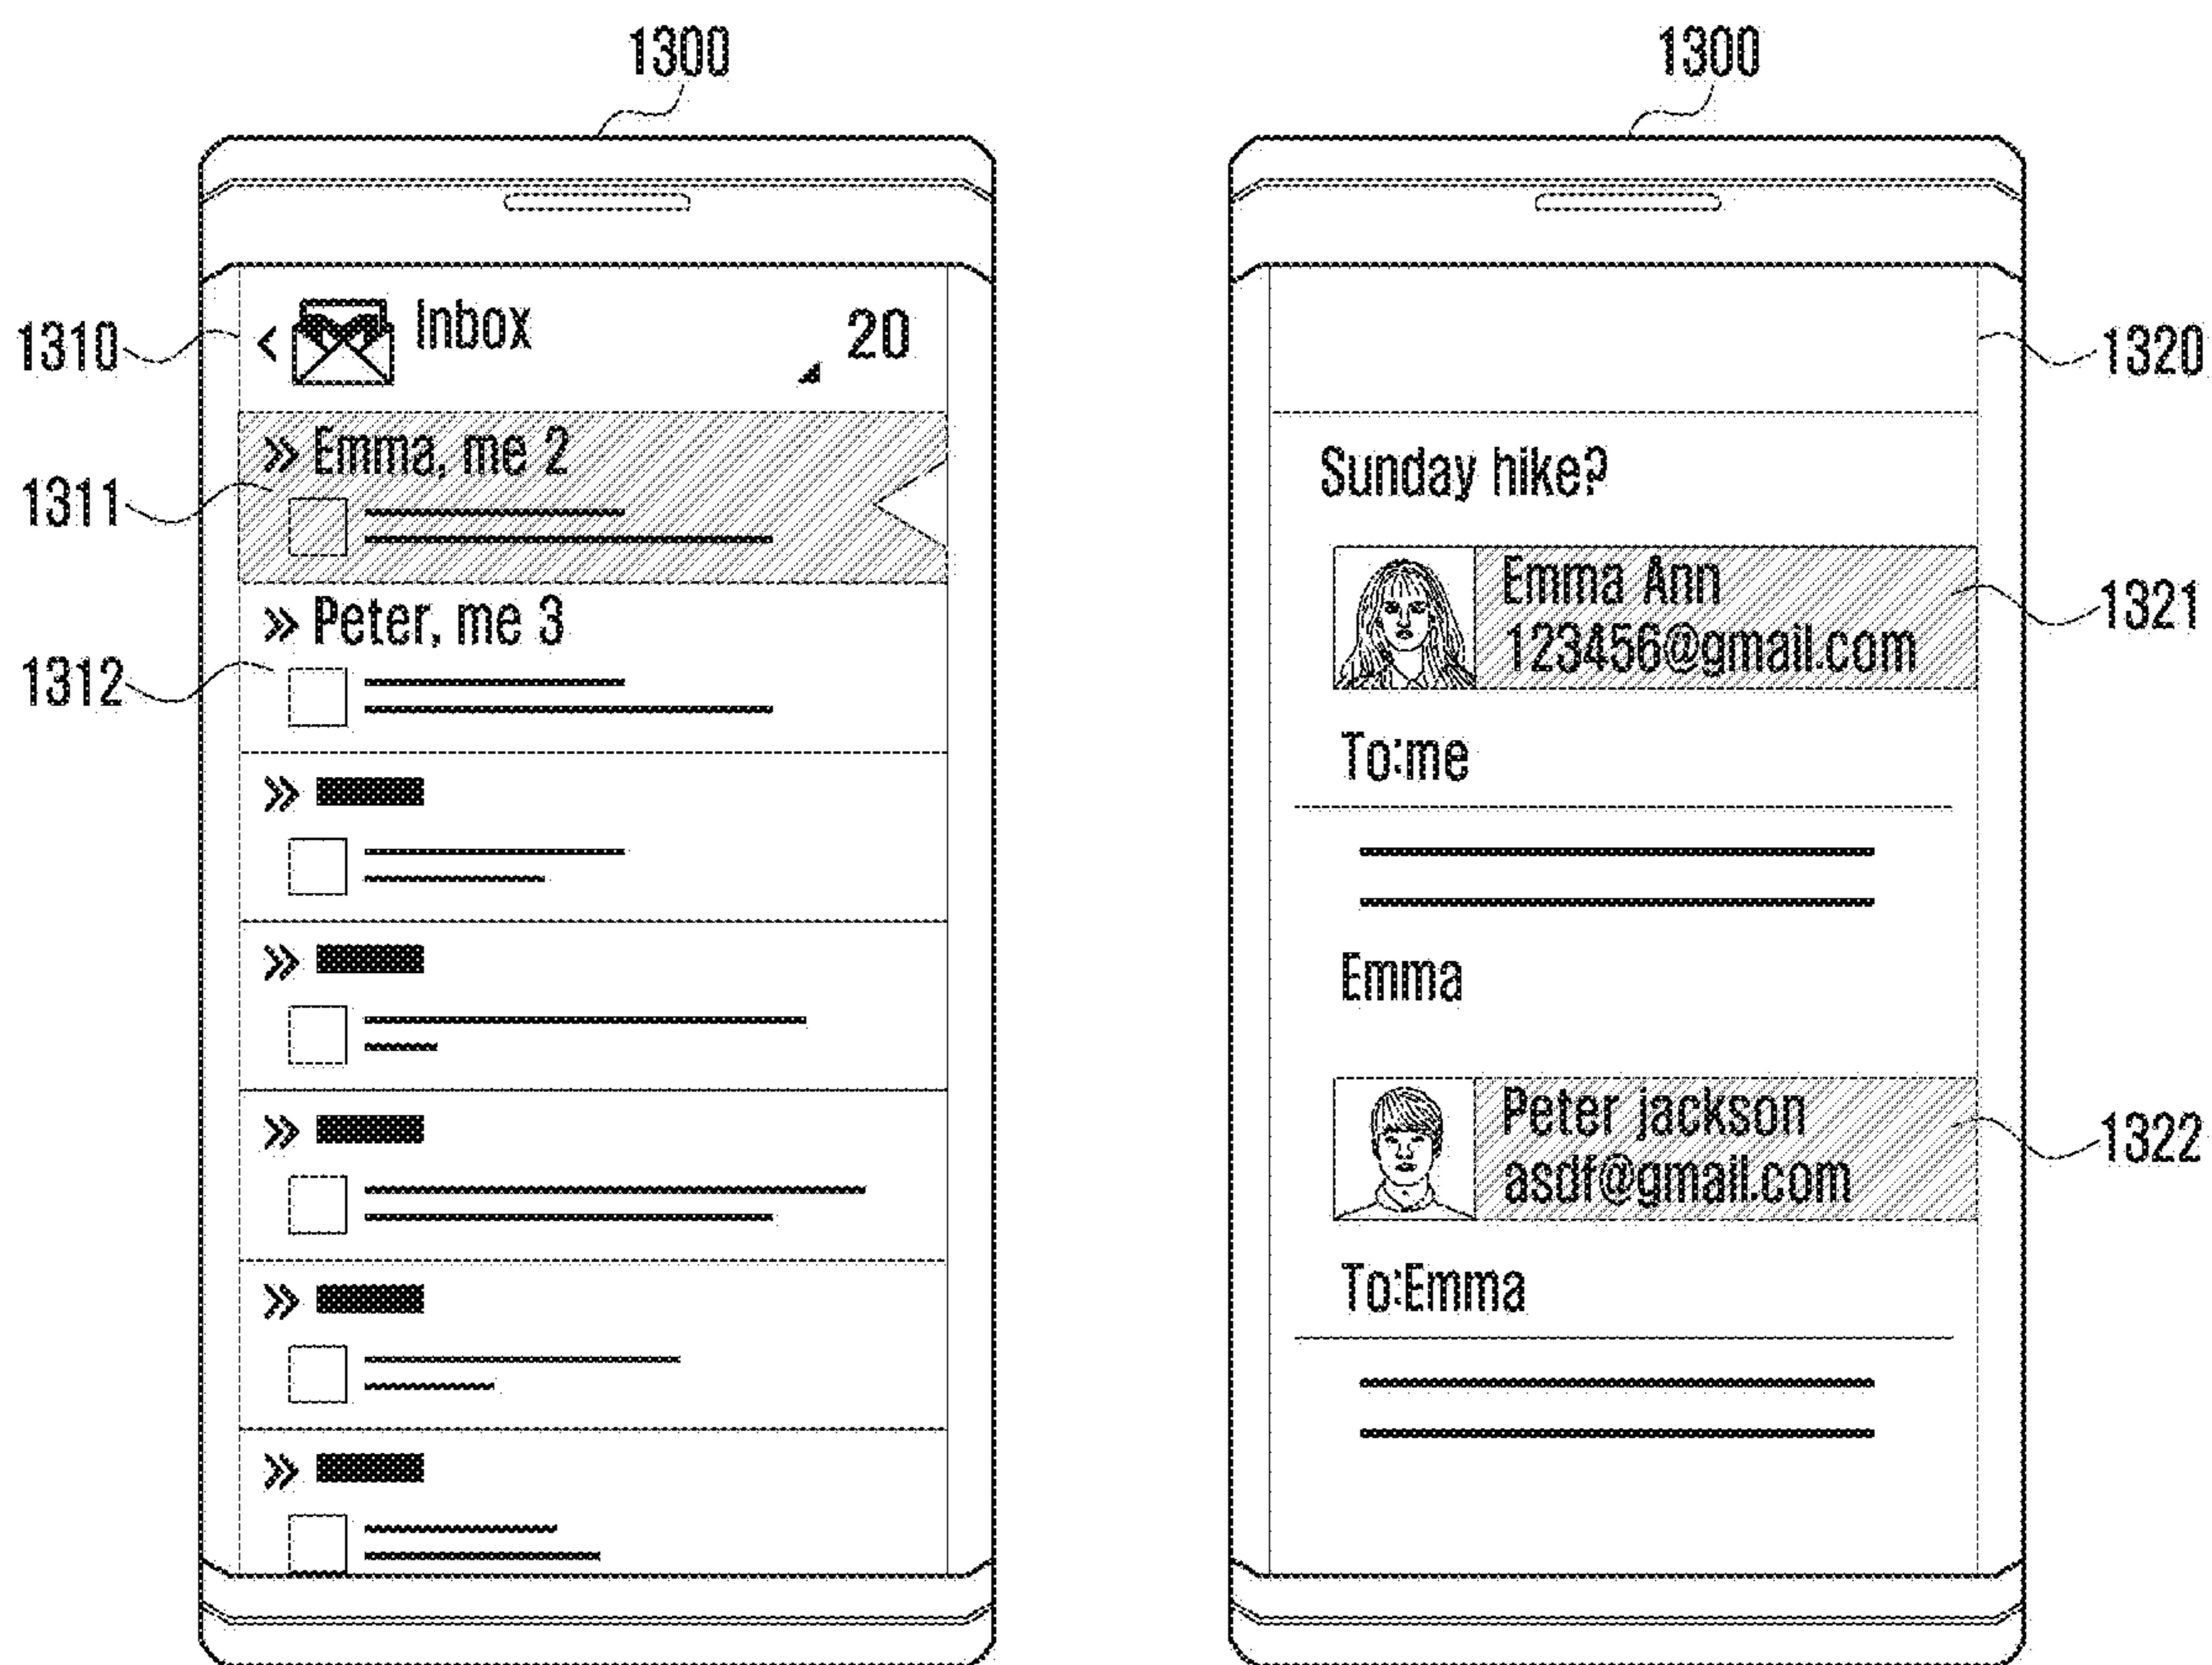 1300
1310
Inbox
20
1311
Emma, me 2
1312
Peter, me 3
1300
1320
Sunday hike?
Emma Ann
123456@gmail.com
1321
To:me
Emma
Peter jackson
asdf@gmail.com
1322
To:Emma